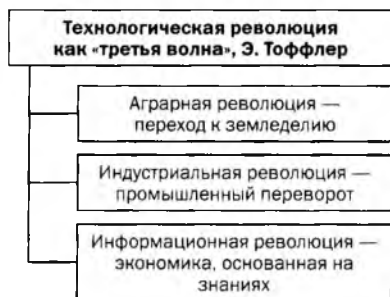 Технологическая революция
как «третья волна», Э. Тоффлер
Аграрная революция —
переход к земледелию
Индустриальная революция —
промышленный переворот
Информационная революция —
экономика, основанная на
знаниях